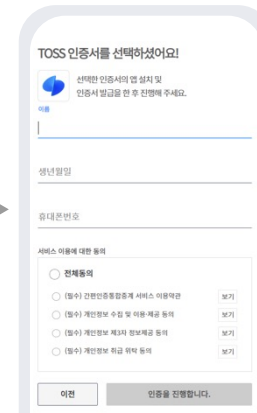 TOSS 인증서를 선택하셨어요!
선택한 인증서의 앱 설치 및
인증서 발급을 한 후 진행해 주세요.
이름
생년월일
휴대폰번호
서비스 이용에 대한 동의
전체동의
(필수) 간편인증통합중계 서비스 이용약관 보기
(필수) 개인정보 수집 및 이용·제공 동의 보기
(필수) 개인정보 제3자 정보제공 동의 보기
(필수) 개인정보 취급 위탁 동의 보기
이전 인증을 진행합니다.